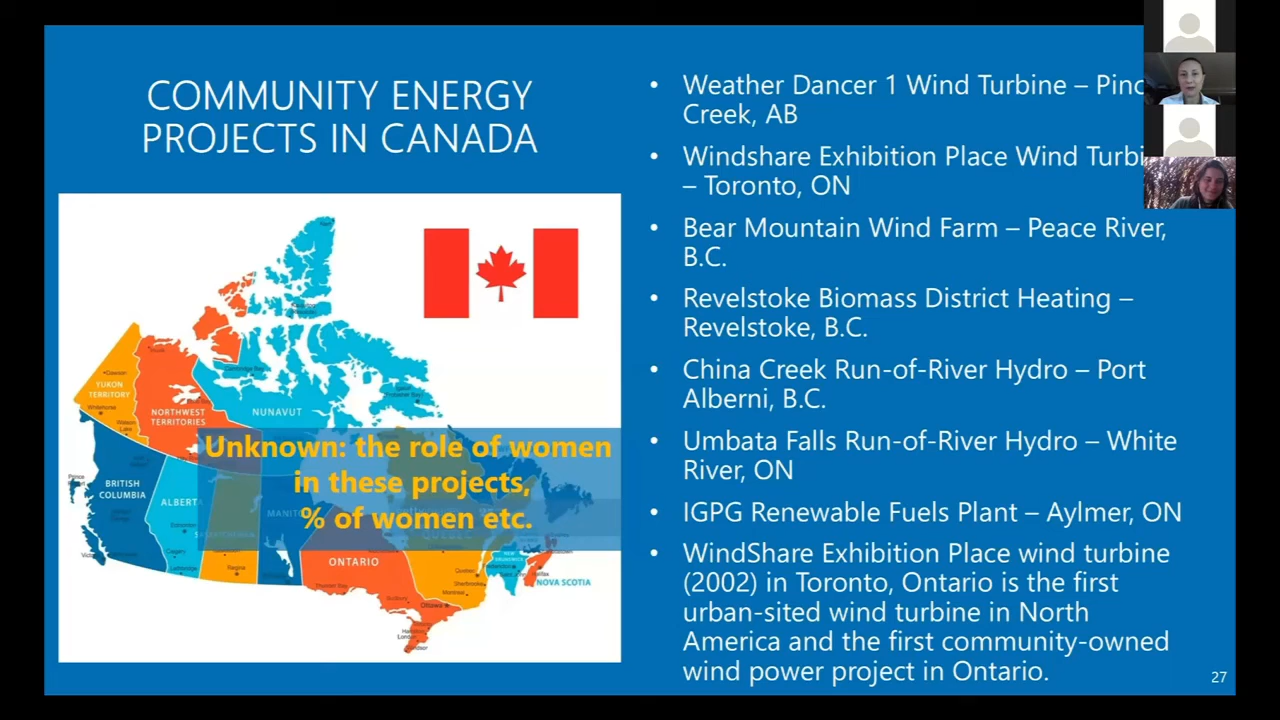 COMMUNITY ENERGY
PROJECTS IN CANADA
YUKON
TERRITORY
NORTHWEST
TERRITORIES
NUNAVUT
BRITISH
COLUMBIA
ALBERTA
ONTARIO
NOVA SCOTIA
Unknown: the role of women
in these projects,
% of women etc.
• Weather Dancer 1 Wind Turbine –
Creek, AB
• Windshare Exhibition Place Wind
– Toronto, ON
• Bear Mountain Wind Farm – Peace River,
B.C.
• Revelstoke Biomass District Heating –
Revelstoke, B.C.
• China Creek Run-of-River Hydro – Port
Alberni, B.C.
• Umbata Falls Run-of-River Hydro – White
River, ON
• IGPG Renewable Fuels Plant – Aylmer, ON
• WindShare Exhibition Place wind turbine
(2002) in Toronto, Ontario is the first
urban-sited wind turbine in North
America and the first community-owned
wind power project in Ontario.
27